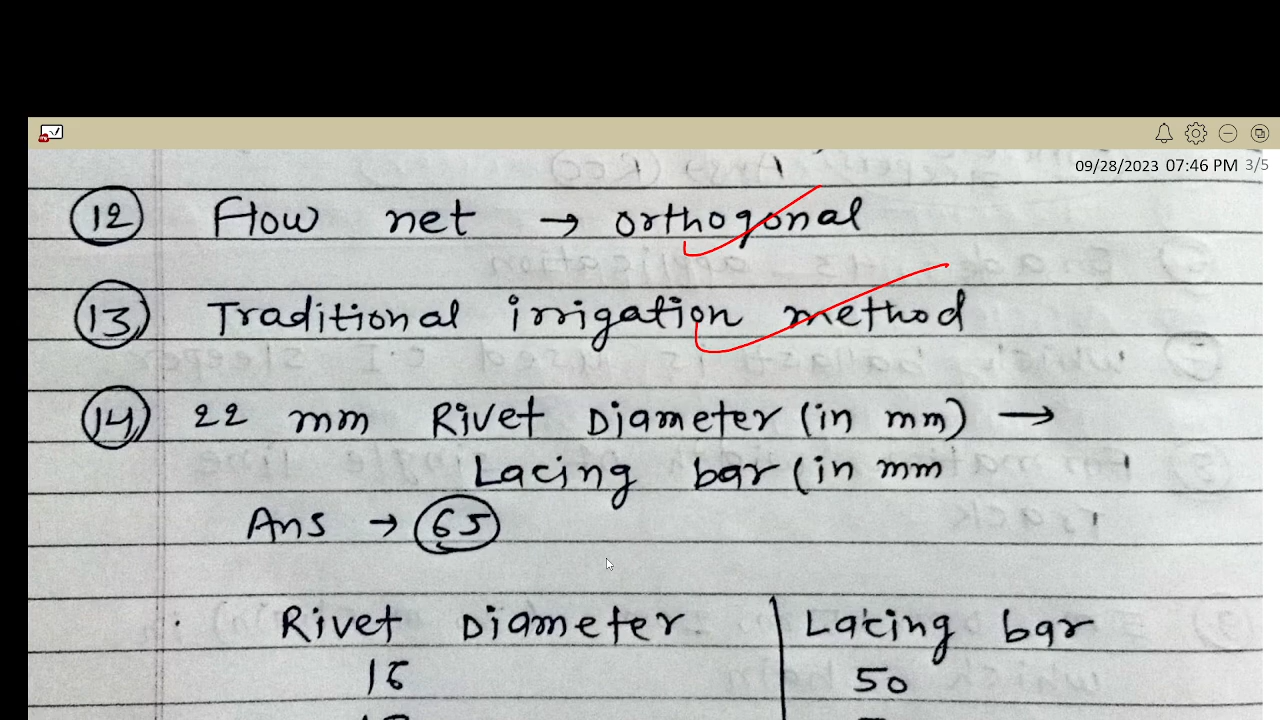 09/28/2023 07:46 PM 3/5
12 Flow net → orthogonal
13 Traditional irrigation method
14 22 mm Rivet Diameter (in mm) →
Lacing bar (in mm
Ans → 65
Rivet Diameter
Lacing bar
16
50